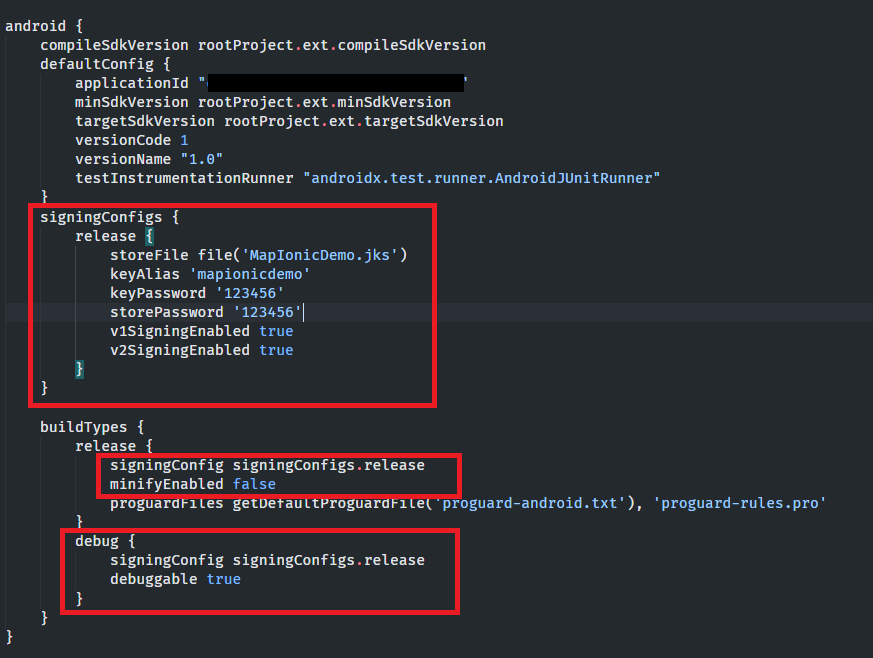 android {
compileSdkVersion rootProject.ext.compileSdkVersion
defaultConfig {
applicationId "
minSdkVersion rootProject.ext.minSdkVersion
targetSdkVersion rootProject.ext.targetSdkVersion
versionCode 1
versionName "1.0"
testInstrumentationRunner "androidx.test.runner.AndroidJUnitRunner"
}
signingConfigs {
release {
storeFile file('MapIonicDemo.jks')
keyAlias 'mapionicdemo'
keyPassword '123456'
storePassword '123456'
v1SigningEnabled true
v2SigningEnabled true
}
}
buildTypes {
release {
signingConfig signingConfigs.release
minifyEnabled false
proguardFiles getDefaultProguardFile('proguard-android.txt'), 'proguard-rules.pro'
}
debug {
signingConfig signingConfigs.release
debuggable true
}
}
}